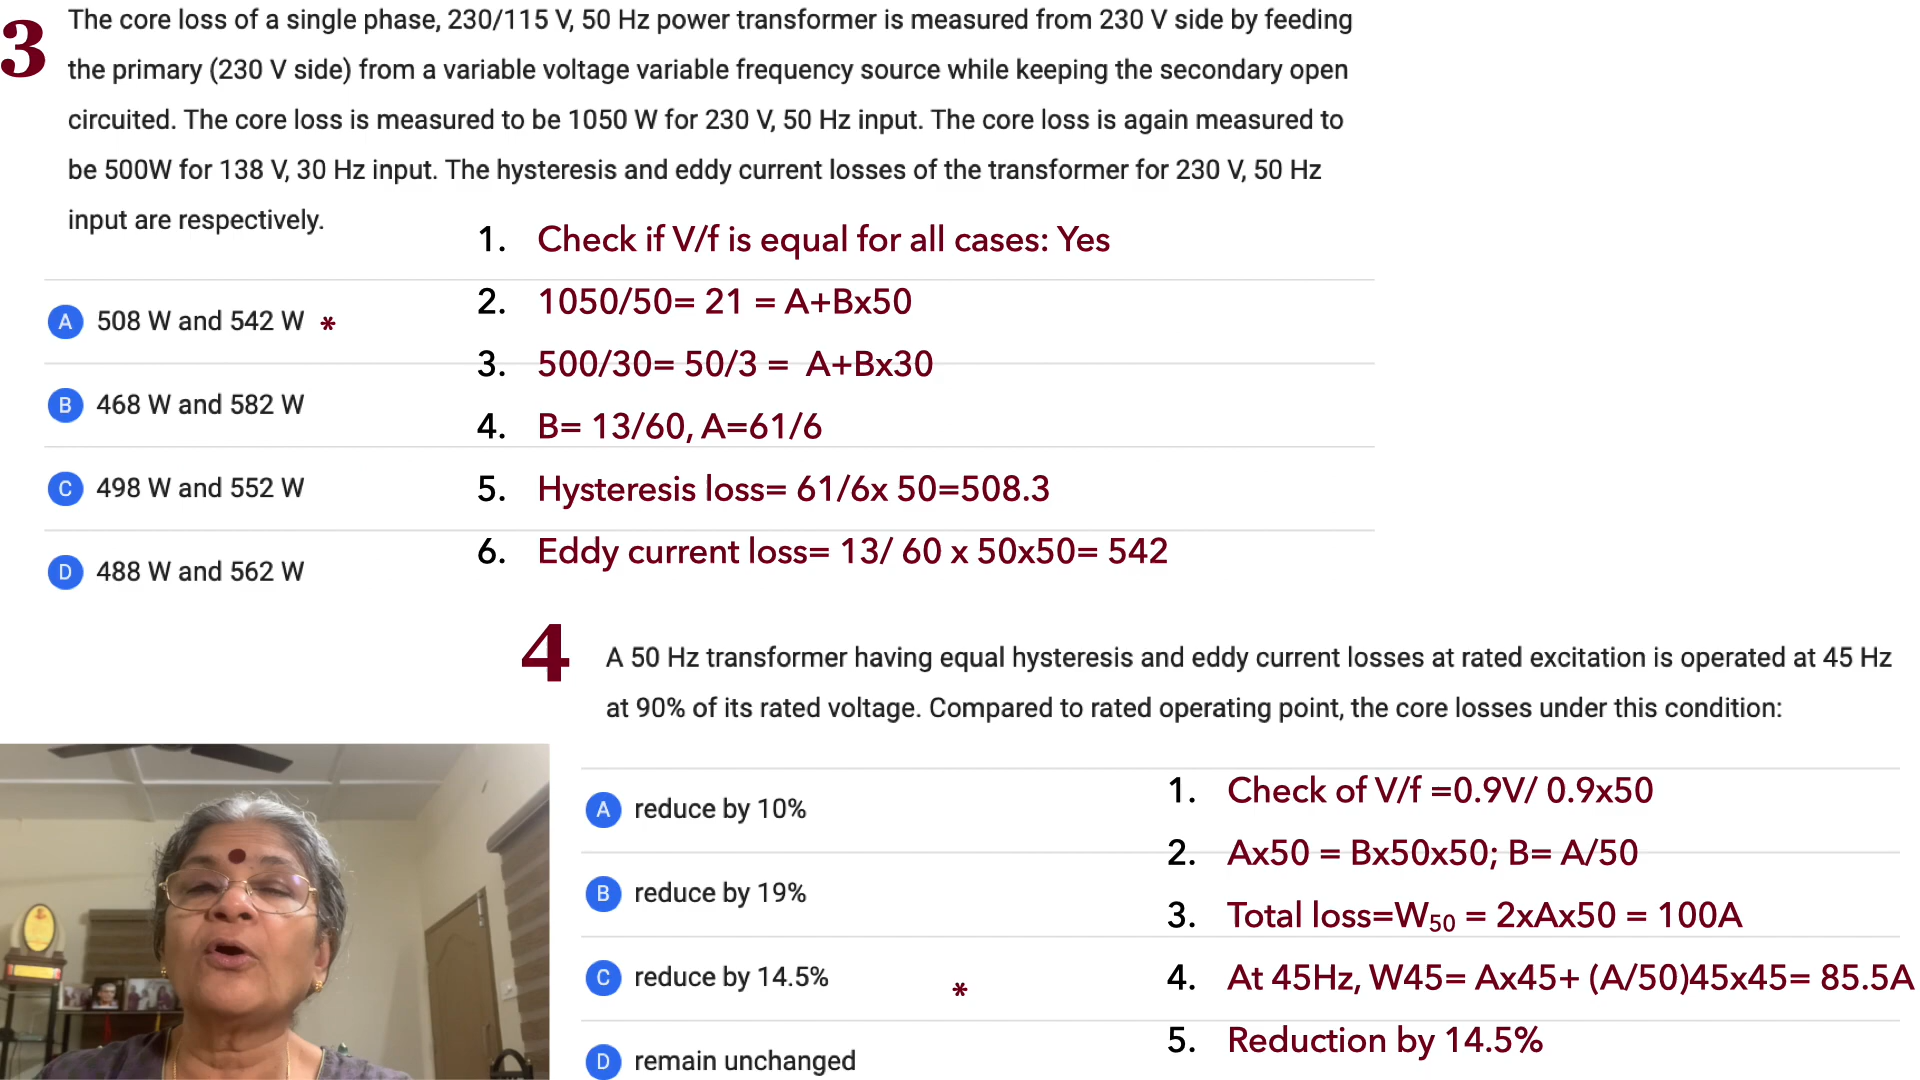 3
The core loss of a single phase, 230/115 V, 50 Hz power transformer is measured from 230 V side by feeding
the primary (230 V side) from a variable voltage variable frequency source while keeping the secondary open
circuited. The core loss is measured to be 1050 W for 230 V, 50 Hz input. The core loss is again measured to
be 500W for 138 V, 30 Hz input. The hysteresis and eddy current losses of the transformer for 230 V, 50 Hz
input are respectively.
A 508 W and 542 W *
B 468 W and 582 W
C 498 W and 552 W
D 488 W and 562 W
1. Check if V/f is equal for all cases: Yes
2. 1050/50= 21 = A+Bx50
3. 500/30= 50/3 = A+Bx30
4. B= 13/60, A=61/6
5. Hysteresis loss= 61/6x 50=508.3
6. Eddy current loss= 13/ 60 x 50x50= 542
4
A 50 Hz transformer having equal hysteresis and eddy current losses at rated excitation is operated at 45 Hz
at 90% of its rated voltage. Compared to rated operating point, the core losses under this condition:
A reduce by 10%
B reduce by 19%
C reduce by 14.5% *
D remain unchanged
1. Check of V/f =0.9V/ 0.9x50
2. Ax50 = Bx50x50; B= A/50
3. Total loss=W₅₀ = 2xAx50 = 100A
4. At 45Hz, W45= Ax45+ (A/50)45x45= 85.5A
5. Reduction by 14.5%